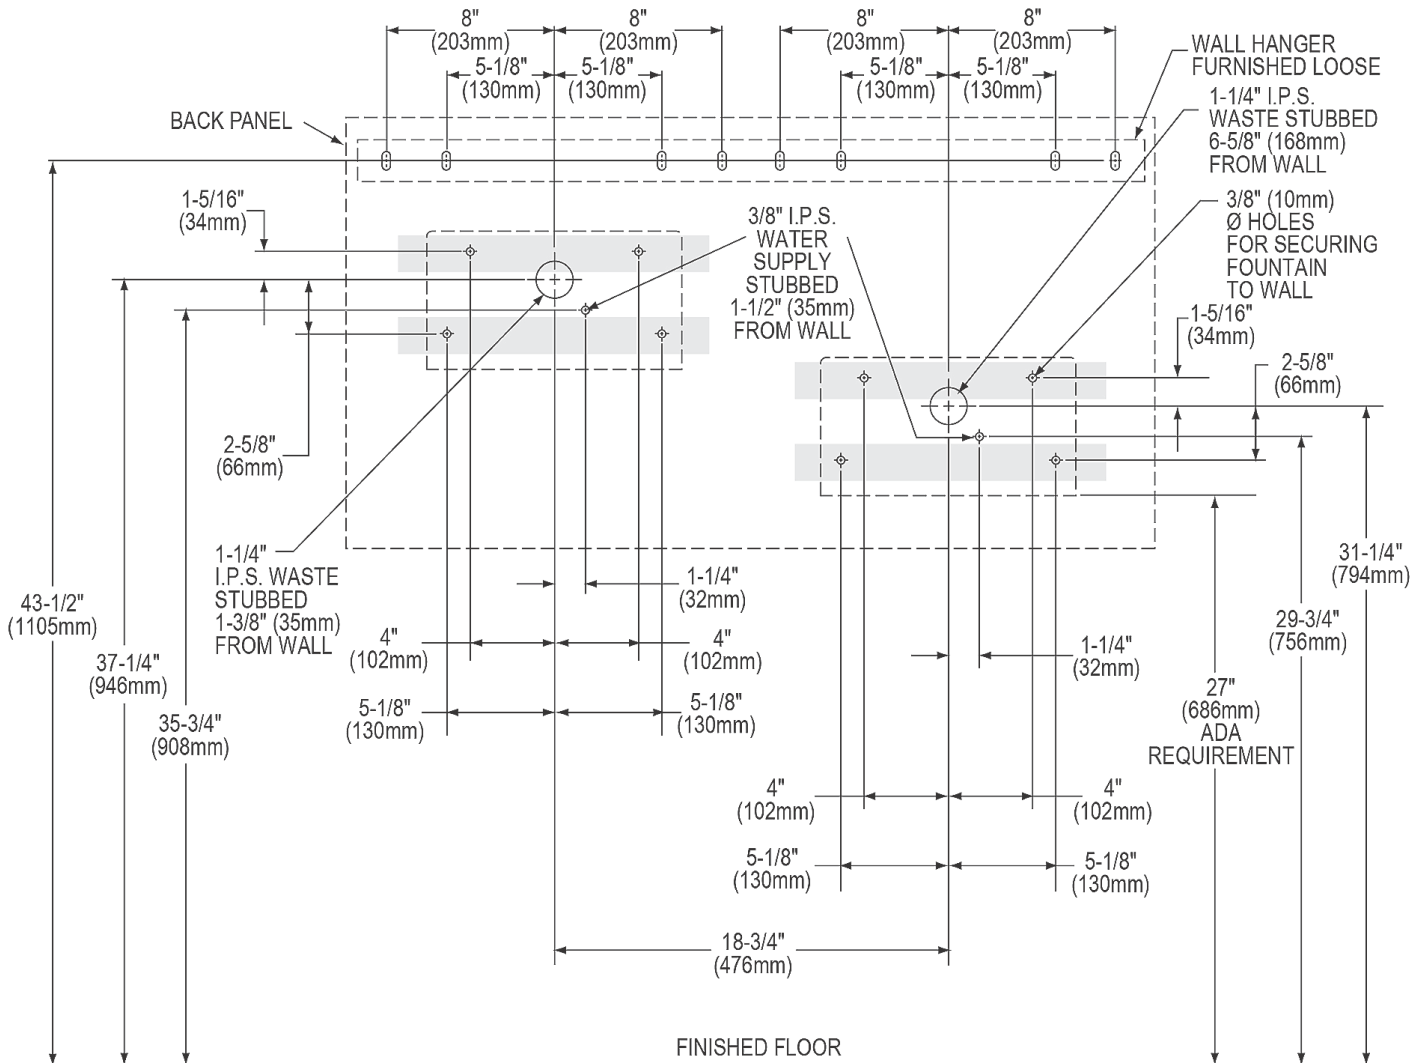 8"
(203mm)
8"
(203mm)
8"
(203mm)
8"
(203mm)
5-1/8"
(130mm)
5-1/8"
(130mm)
5-1/8"
(130mm)
5-1/8"
(130mm)
WALL HANGER
FURNISHED LOOSE
BACK PANEL
1-1/4" I.P.S.
WASTE STUBBED
6-5/8" (168mm)
FROM WALL
1-5/16"
(34mm)
3/8" I.P.S.
WATER
SUPPLY
STUBBED
1-1/2" (35mm)
FROM WALL
3/8" (10mm)
Ø HOLES
FOR SECURING
FOUNTAIN
TO WALL
1-5/16"
(34mm)
2-5/8"
(66mm)
2-5/8"
(66mm)
1-1/4"
I.P.S. WASTE
STUBBED
1-3/8" (35mm)
FROM WALL
1-1/4"
(32mm)
31-1/4"
(794mm)
43-1/2"
(1105mm)
4"
(102mm)
4"
(102mm)
1-1/4"
(32mm)
29-3/4"
(756mm)
37-1/4"
(946mm)
5-1/8"
(130mm)
5-1/8"
(130mm)
27"
(686mm)
ADA
REQUIREMENT
35-3/4"
(908mm)
4"
(102mm)
4"
(102mm)
5-1/8"
(130mm)
5-1/8"
(130mm)
18-3/4"
(476mm)
FINISHED FLOOR